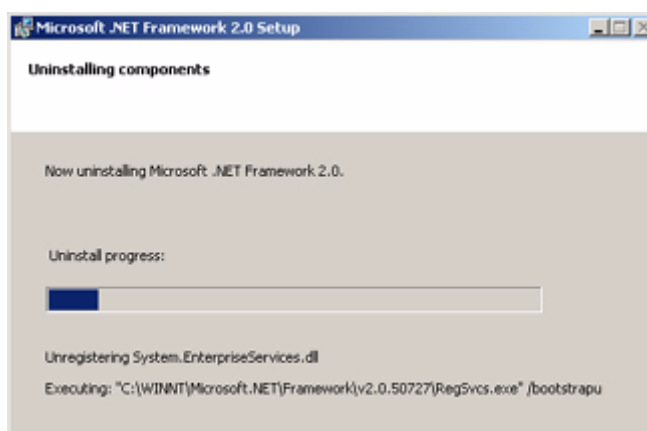 Microsoft .NET Framework 2.0 Setup
Uninstalling components
Now uninstalling Microsoft .NET Framework 2.0.
Uninstall progress:
Unregistering System.EnterpriseServices.dll
Executing: "C:\WINNT\Microsoft.NET\Framework\v2.0.50727\RegSvcs.exe" /bootstrapu